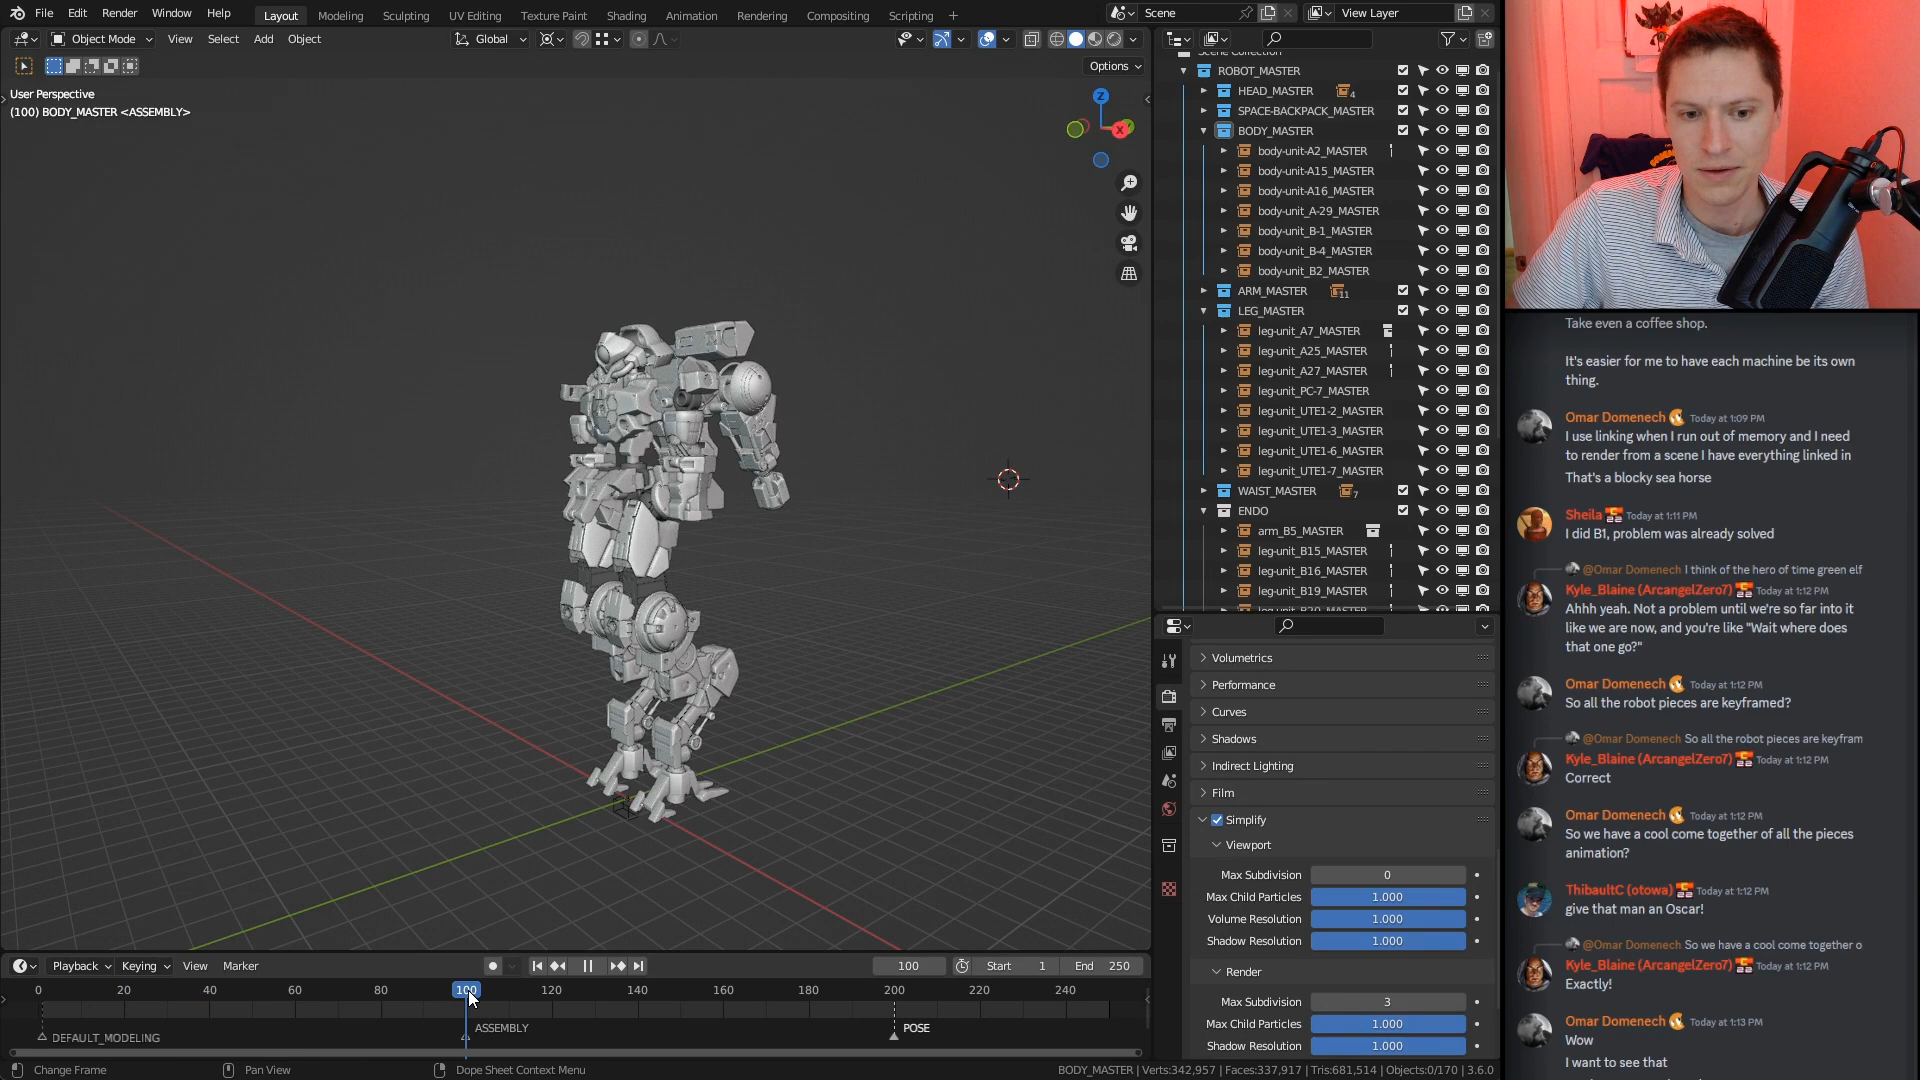 File Edit Render Window Help Layout Modeling Sculpting UV Editing Texture Paint Shading Animation Rendering Compositing Scripting + Scene View Layer
Object Mode View Select Add Object Global
Options
User Perspective
(100) BODY_MASTER <ASSEMBLY>
Z
X
ROBOT_MASTER
HEAD_MASTER 4
SPACE-BACKPACK_MASTER
BODY_MASTER
body-unit-A2_MASTER
body-unit-A15_MASTER
body-unit-A16_MASTER
body-unit_A-29_MASTER
body-unit_B-1_MASTER
body-unit_B-4_MASTER
body-unit_B2_MASTER
ARM_MASTER 11
LEG_MASTER
leg-unit_A7_MASTER
leg-unit_A25_MASTER
leg-unit_A27_MASTER
leg-unit_PC-7_MASTER
leg-unit_UTE1-2_MASTER
leg-unit_UTE1-3_MASTER
leg-unit_UTE1-6_MASTER
leg-unit_UTE1-7_MASTER
WAIST_MASTER 7
ENDO
arm_B5_MASTER
leg-unit_B15_MASTER
leg-unit_B16_MASTER
leg-unit_B19_MASTER
Volumetrics
Performance
Curves
Shadows
Indirect Lighting
Film
Simplify
Viewport
Max Subdivision 0
Max Child Particles 1.000
Volume Resolution 1.000
Shadow Resolution 1.000
Render
Max Subdivision 3
Max Child Particles 1.000
Shadow Resolution 1.000
Playback Keying View Marker 100 Start 1 End 250
0 20 40 60 80 100 120 140 160 180 200 220 240
DEFAULT_MODELING ASSEMBLY POSE
Change Frame Pan View Dope Sheet Context Menu BODY_MASTER | Verts:342,957 | Faces:337,917 | Tris:681,514 | Objects:0/170 | 3.6.0
Take even a coffee shop.
It's easier for me to have each machine be its own
thing.
Omar Domenech Today at 1:09 PM
I use linking when I run out of memory and I need
to render from a scene I have everything linked in
That's a blocky sea horse
Sheila Today at 1:11 PM
I did B1, problem was already solved
@Omar Domenech I think of the hero of time green elf
Kyle_Blaine (ArcangelZero7) Today at 1:12 PM
Ahhh yeah. Not a problem until we're so far into it
like we are now, and you're like "Wait where does
that one go?"
Omar Domenech Today at 1:12 PM
So all the robot pieces are keyframed?
@Omar Domenech So all the robot pieces are keyfram
Kyle_Blaine (ArcangelZero7) Today at 1:12 PM
Correct
Omar Domenech Today at 1:12 PM
So we have a cool come together of all the pieces
animation?
ThibaultC (otowa) Today at 1:12 PM
give that man an Oscar!
@Omar Domenech So we have a cool come together o
Kyle_Blaine (ArcangelZero7) Today at 1:12 PM
Exactly!
Omar Domenech Today at 1:13 PM
Wow
I want to see that